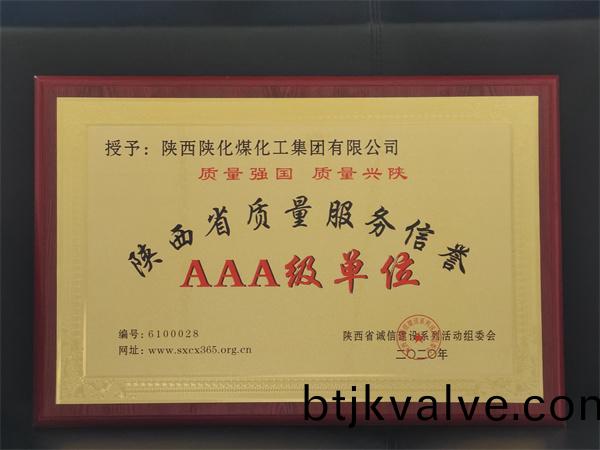 授予：陕西陕化煤化工集团有限公司
质量强国 质量兴陕
陕西省质量服务信誉
AAA级单位
编号：6100028
网址：www.sxcx365.org.cn
陕西省诚信建设系列活动组委会
二〇二〇年
btjkvalve.com